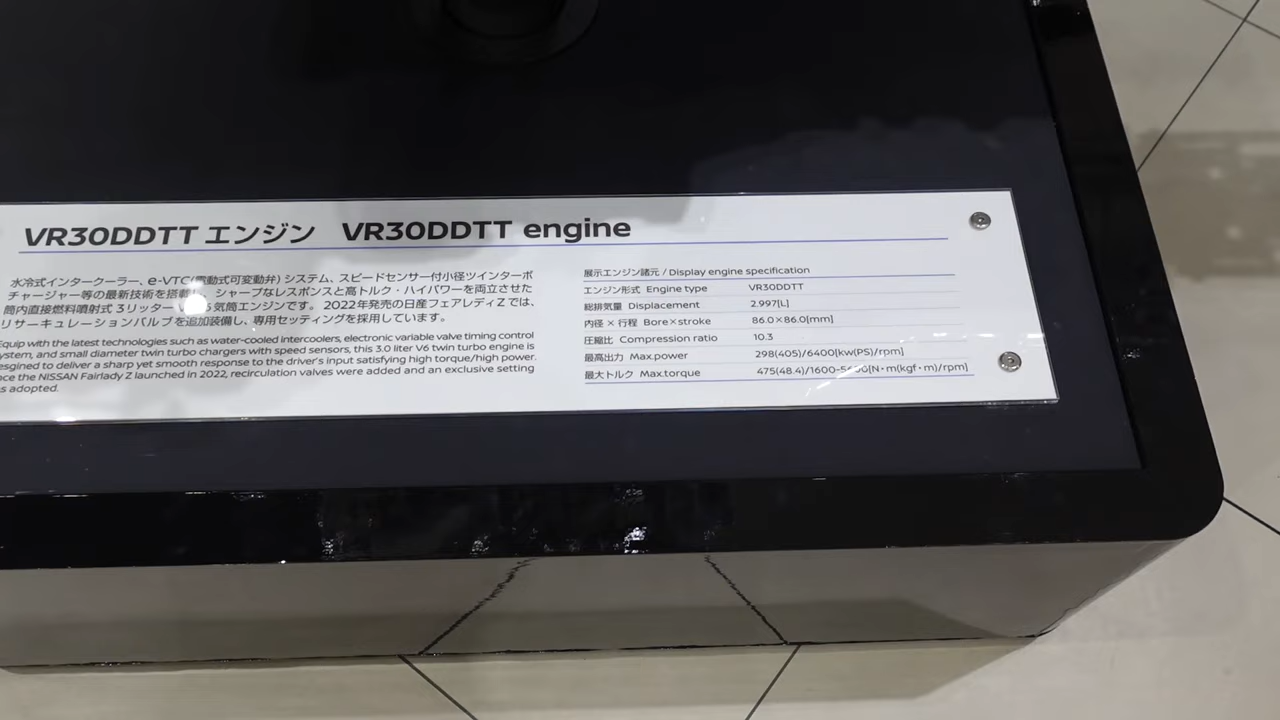 VR30DDTT エンジン VR30DDTT engine
水冷式インタークーラー、e-VTC(電動式可変動弁) システム、スピードセンサー付小径ツインターボ
チャージャー等の最新技術を搭載し、シャープなレスポンスと高トルク・ハイパワーを両立させた
筒内直接燃料噴射式 3リッター 気筒エンジンです。 2022年発売の日産フェアレディZでは、
リサーキュレーションバルブを追加装備し、専用セッティングを採用しています。
Equip with the latest technologies such as water-cooled intercoolers, electronic variable valve timing control
system, and small diameter twin turbo chargers with speed sensors, this 3.0 liter V6 twin turbo engine is
esigined to deliver a sharp yet smooth response to the driver's input satisfying high torque/high power.
nce the NISSAN Fairlady Z launched in 2022, recirculation valves were added and an exclusive setting
s adopted.
展示エンジン諸元 / Display engine specification
エンジン形式 Engine type VR30DDTT
総排気量 Displacement 2.997[L]
内径 × 行程 Bore×stroke 86.0×86.0[mm]
圧縮比 Compression ratio 10.3
最高出力 Max.power 298(405)/6400[kw(PS)/rpm]
最大トルク Max.torque 475(48.4)/1600-5600[N・m(kgf・m)/rpm]